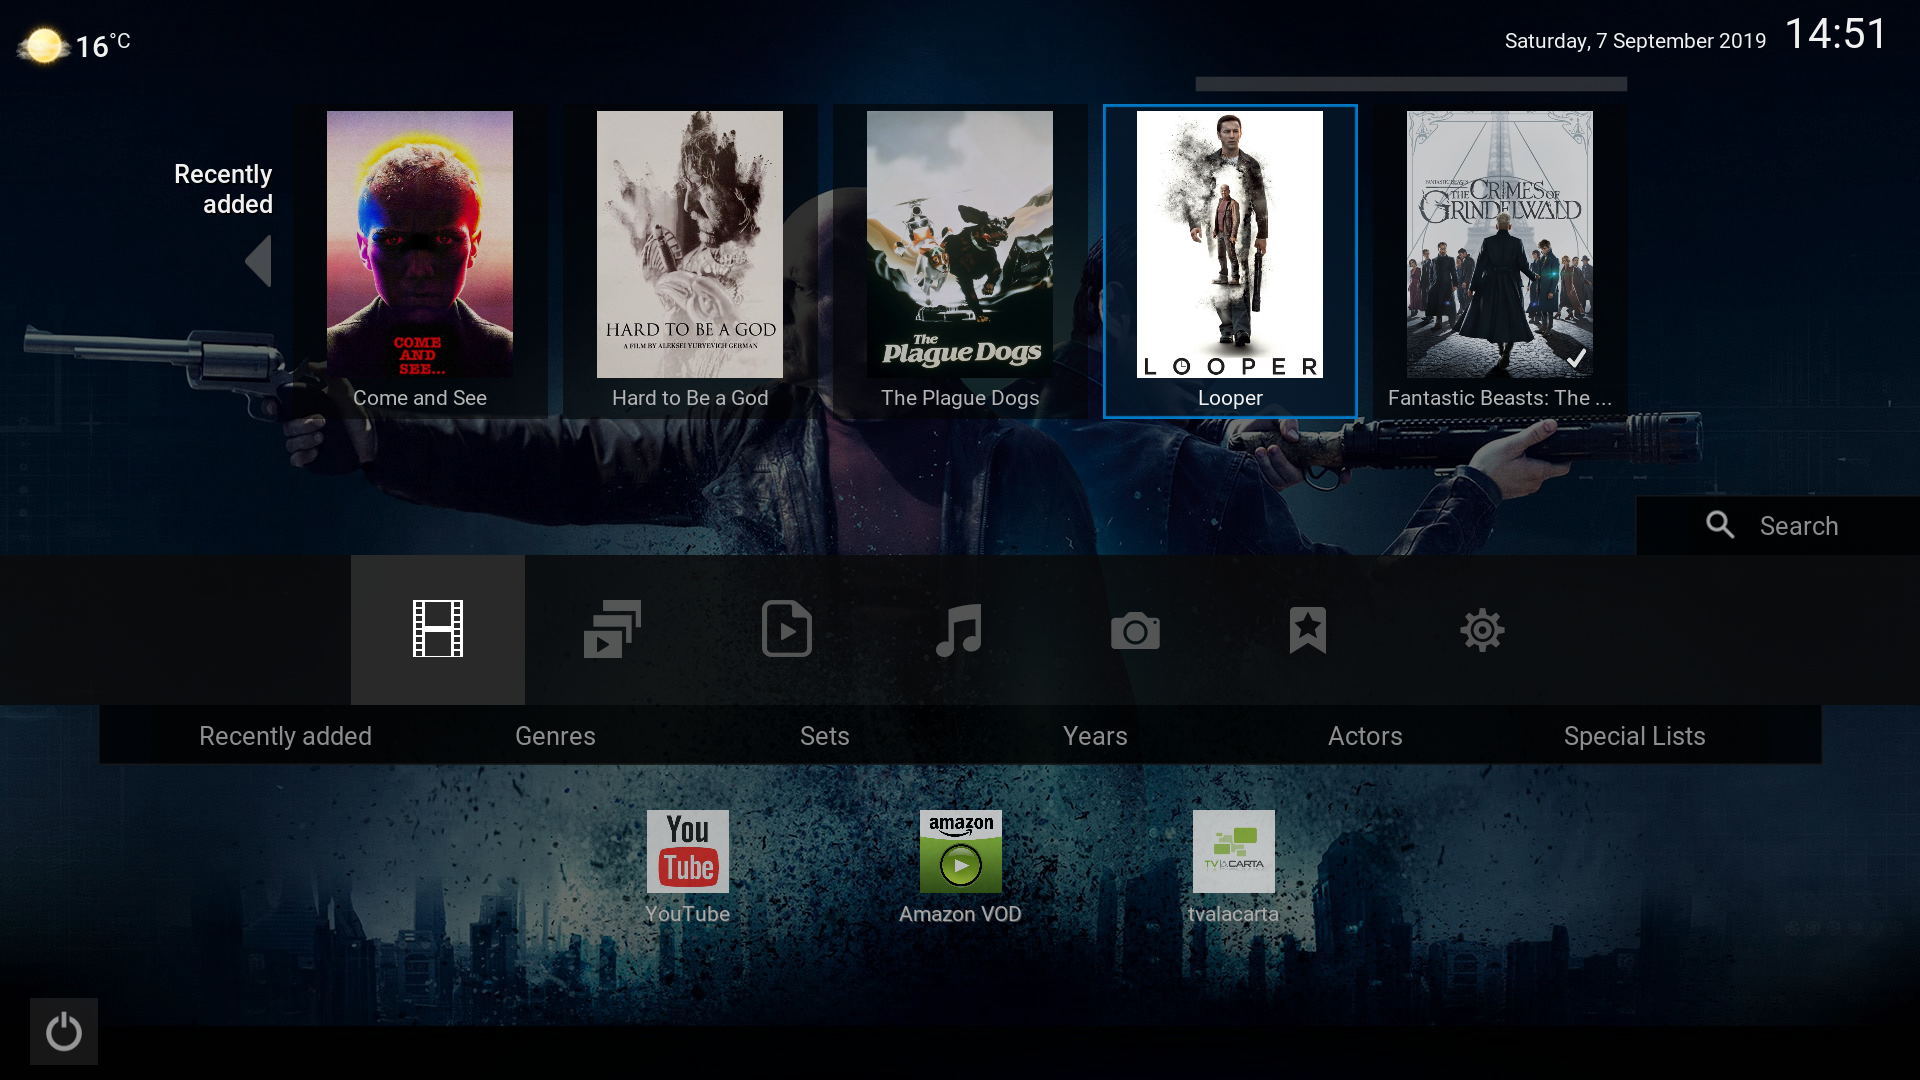 16°C
Saturday, 7 September 2019 14:51
Recently
added
COME
AND
SEE...
Come and See
HARD TO BE A GOD
A FILM BY ALEKSEI YURYEVICH GERMAN
Hard to Be a God
The
Plague Dogs
The Plague Dogs
LOOPER
Looper
FANTASTIC BEASTS
THE CRIMES OF
GRINDELWALD
Fantastic Beasts: The ...
Search
Recently added Genres Sets Years Actors Special Lists
You
Tube
YouTube
amazon
Amazon VOD
TV A LA CARTA
tvalacarta